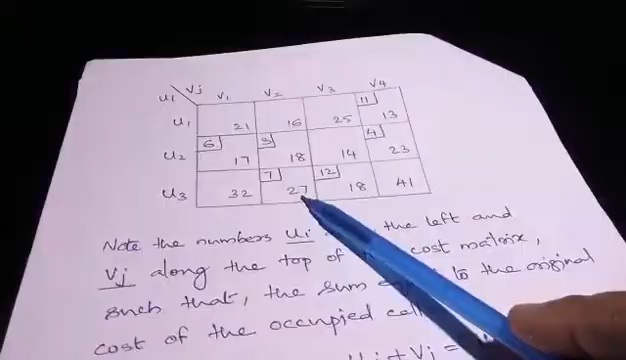 Vj
Ui V1 V2 V3 V4
U1 21 16 25 11 13
U2 6 17 3 18 14 4 23
U3 32 7 27 12 18 41
Note the numbers Ui the left and
Vj along the top of cost matrix,
such that, the sum to the original
cost of the occupied
Ui + Vj =